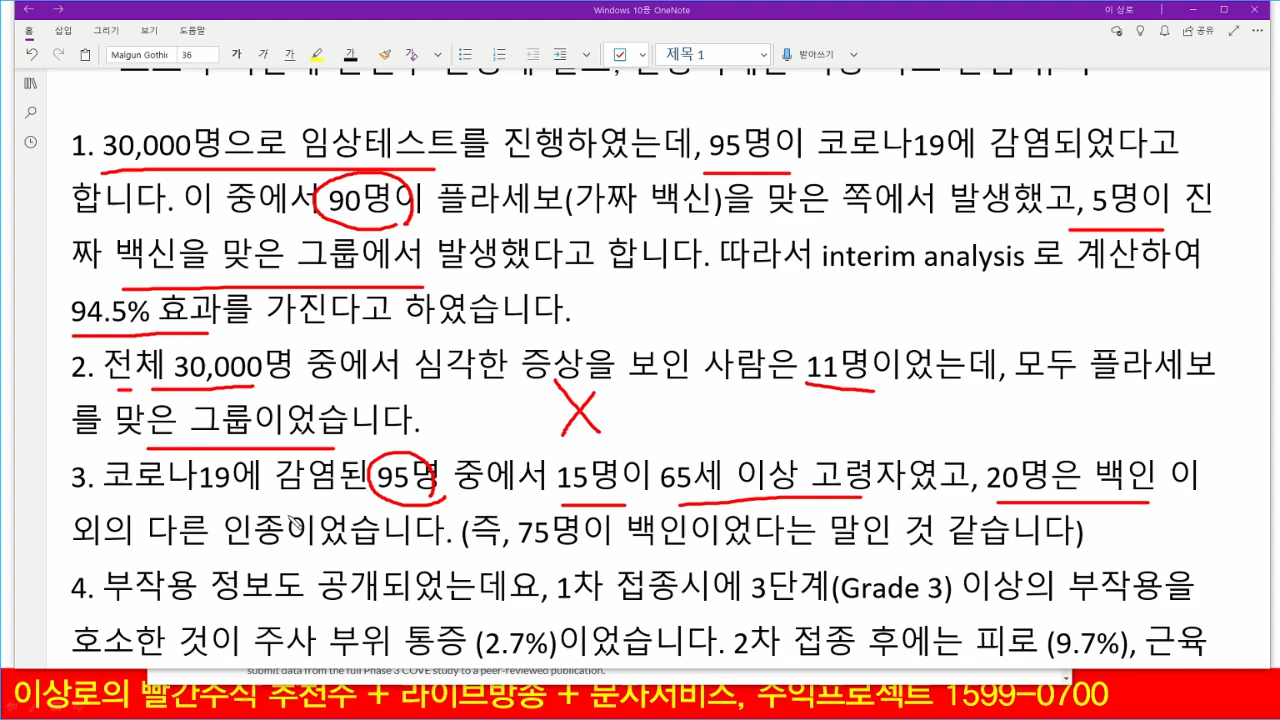 Windows 10용 OneNote
이 상로
홈 삽입 그리기 보기 도움말
공유
Malgun Gothic 36 가 가 가 가 제목 1 받아쓰기
1. 30,000명으로 임상테스트를 진행하였는데, 95명이 코로나19에 감염되었다고
합니다. 이 중에서 90명이 플라세보(가짜 백신)을 맞은 쪽에서 발생했고, 5명이 진
짜 백신을 맞은 그룹에서 발생했다고 합니다. 따라서 interim analysis 로 계산하여
94.5% 효과를 가진다고 하였습니다.
2. 전체 30,000명 중에서 심각한 증상을 보인 사람은 11명이었는데, 모두 플라세보
를 맞은 그룹이었습니다.
3. 코로나19에 감염된 95명 중에서 15명이 65세 이상 고령자였고, 20명은 백인 이
외의 다른 인종이었습니다. (즉, 75명이 백인이었다는 말인 것 같습니다)
4. 부작용 정보도 공개되었는데요, 1차 접종시에 3단계(Grade 3) 이상의 부작용을
호소한 것이 주사 부위 통증 (2.7%)이었습니다. 2차 접종 후에는 피로 (9.7%), 근육
submit data from the full Phase 3 COVE study to a peer-reviewed publication.
이상로의 빨간주식 추천주 + 라이브방송 + 문자서비스, 수익프로젝트 1599-0700